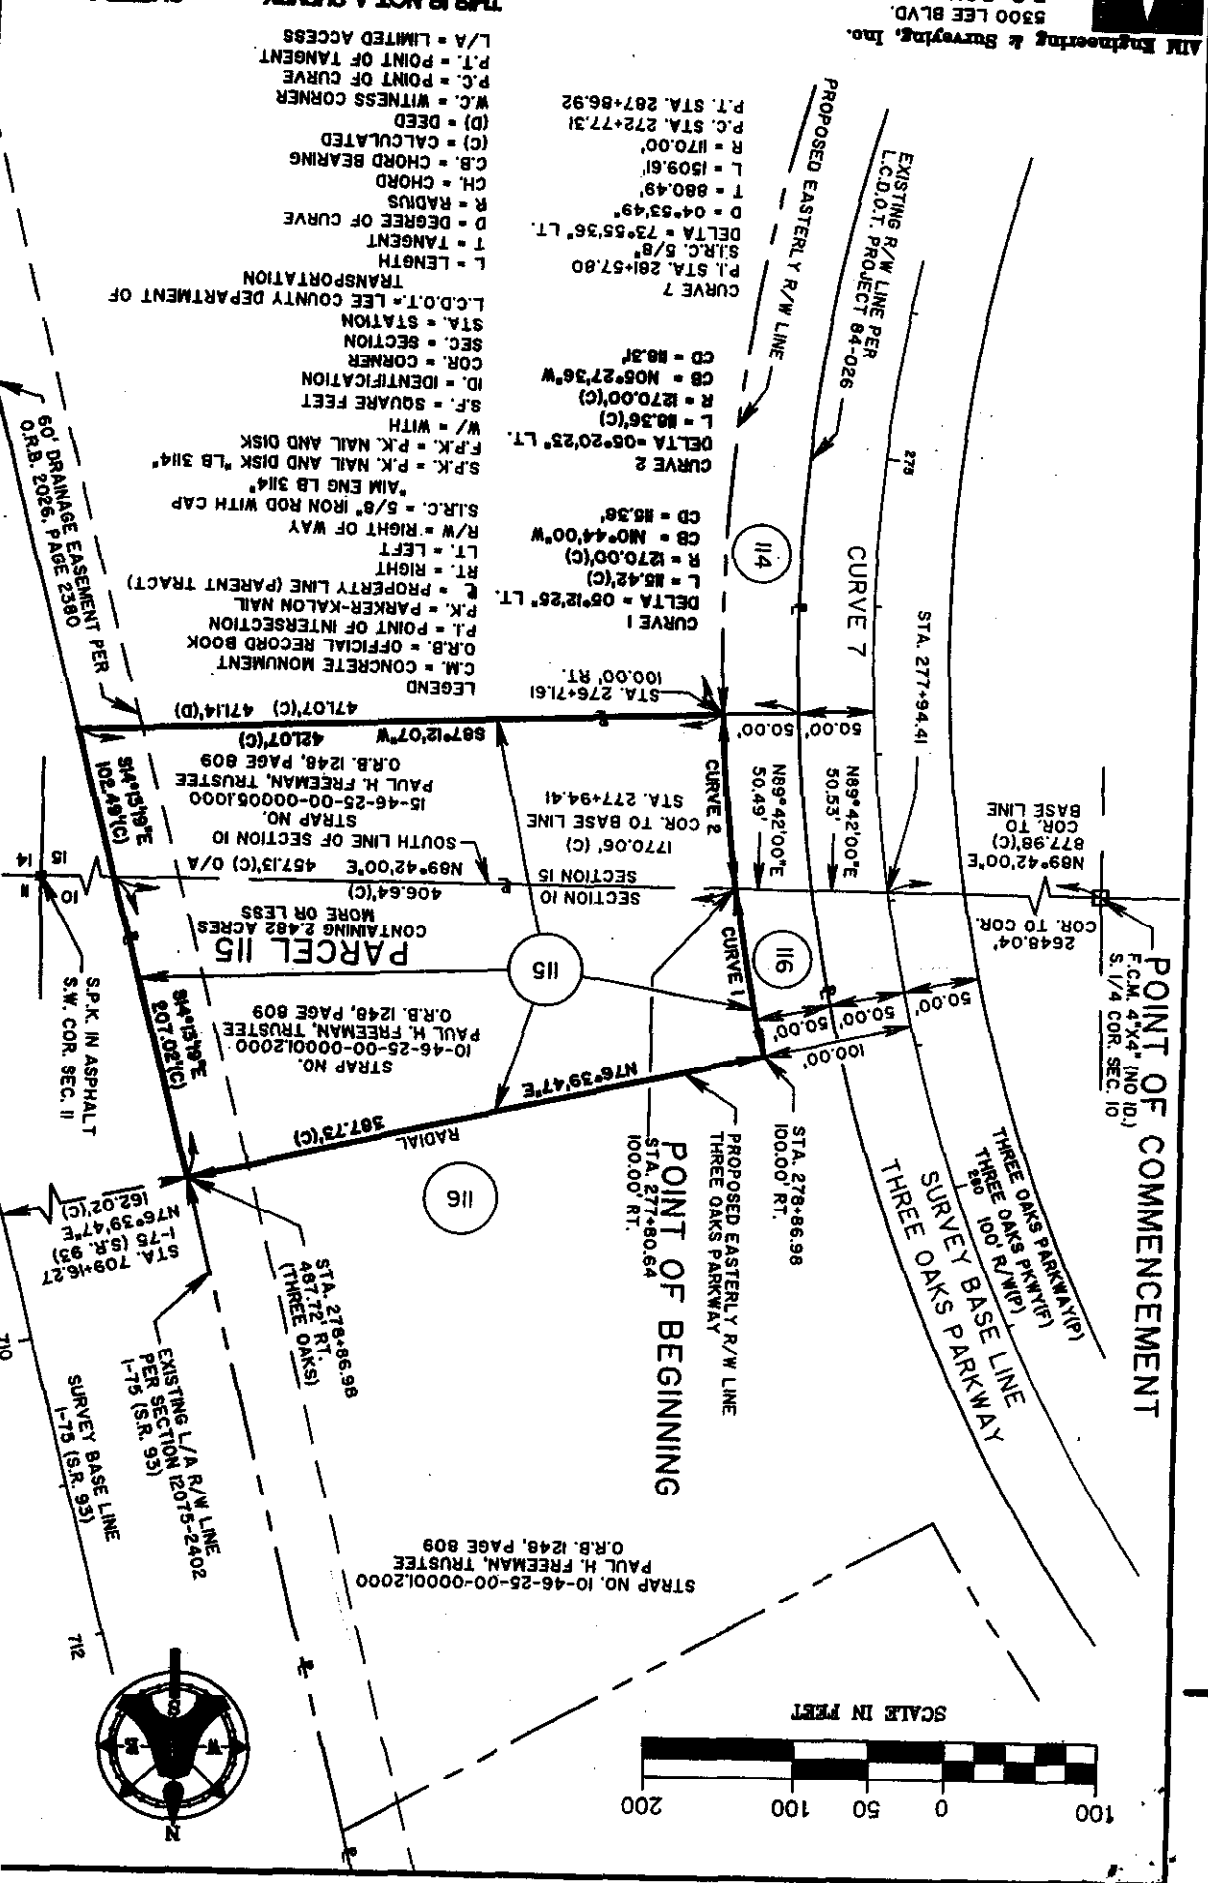 100 0 50 100 200
SCALE IN FEET
N
W
E
S
712
710
STRAP NO. 10-46-25-00-00001.2000
PAUL H. FREEMAN, TRUSTEE
O.R.B. 1248, PAGE 809
SURVEY BASE LINE
I-75 (S.R. 93)
EXISTING L/A R/W LINE
PER SECTION 12075-2402
I-75 (S.R. 93)
STA. 709+16.27
I-75 (S.R. 93)
N76°39'47"E
162.02'(C)
STA. 278+86.98
487.72' RT.
(THREE OAKS)
POINT OF COMMENCEMENT
F.C.M. 4"X4" (NO ID.)
S. 1/4 COR. SEC. 10
THREE OAKS PARKWAY(P)
THREE OAKS PKWY(F)
280 100' R/W(P)
SURVEY BASE LINE
THREE OAKS PARKWAY
POINT OF BEGINNING
STA. 277+80.64
100.00' RT.
PROPOSED EASTERLY R/W LINE
THREE OAKS PARKWAY
STA. 278+86.98
100.00' RT.
116
RADIAL
N76°39'47"E
387.73'(C)
100.00'
50.00'
50.00'
50.00'
50.00'
STRAP NO.
10-46-25-00-00001.2000
PAUL H. FREEMAN, TRUSTEE
O.R.B. 1248, PAGE 809
S14°13'19"E
207.02'(C)
S.P.K. IN ASPHALT
S.W. COR. SEC. 11
115
116
CURVE 1
PARCEL 115
CONTAINING 2.482 ACRES
MORE OR LESS
2648.04'
COR. TO COR.
N89°42'00"E
877.98'(C)
COR. TO
BASE LINE
SECTION 10
SECTION 15
406.64'(C)
N89°42'00"E 457.13'(C) O/A
SOUTH LINE OF SECTION 10
10
11
15
14
1770.06' (C)
COR. TO BASE LINE
STA. 277+94.41
N89°42'00"E
50.53'
N89°42'00"E
50.49'
CURVE 2
STRAP NO.
15-46-25-00-00005.1000
PAUL H. FREEMAN, TRUSTEE
O.R.B. 1248, PAGE 809
S14°13'19"E
102.49'(C)
S87°12'07"W 421.07'(C)
471.07'(C) 471.14'(D)
50.00'
50.00'
STA. 277+94.41
STA. 276+71.61
100.00' RT.
CURVE 7
114
275
60' DRAINAGE EASEMENT PER
O.R.B. 2026, PAGE 2380
EXISTING R/W LINE PER
L.C.D.O.T. PROJECT 84-026
PROPOSED EASTERLY R/W LINE
CURVE 1
DELTA = 05°12'25" LT.
L = 115.42'(C)
R = 1270.00'(C)
CB = N10°44'00"W
CD = 115.38'
CURVE 2
DELTA =05°20'23" LT.
L = 118.36'(C)
R = 1270.00'(C)
CB = N05°27'36"W
CD = 118.31'
CURVE 7
P.I. STA. 281+57.80
S.I.R.C. 5/8"
DELTA = 73°55'36" LT.
D = 04°53'49"
T = 880.49'
L = 1509.61'
R = 1170.00'
P.C. STA. 272+77.31
P.T. STA. 287+86.92
LEGEND
C.M. = CONCRETE MONUMENT
O.R.B. = OFFICIAL RECORD BOOK
P.I. = POINT OF INTERSECTION
P.K. = PARKER-KALON NAIL
℄ = PROPERTY LINE (PARENT TRACT)
RT. = RIGHT
LT. = LEFT
R/W = RIGHT OF WAY
S.I.R.C. = 5/8" IRON ROD WITH CAP
"AIM ENG LB 3114"
S.P.K. = P.K. NAIL AND DISK "LB 3114"
F.P.K. = P.K. NAIL AND DISK
W/ = WITH
S.F. = SQUARE FEET
ID. = IDENTIFICATION
COR. = CORNER
SEC. = SECTION
STA. = STATION
L.C.D.O.T.= LEE COUNTY DEPARTMENT OF
TRANSPORTATION
L = LENGTH
T = TANGENT
D = DEGREE OF CURVE
R = RADIUS
CH. = CHORD
C.B. = CHORD BEARING
(C) = CALCULATED
(D) = DEED
W.C. = WITNESS CORNER
P.C. = POINT OF CURVE
P.T. = POINT OF TANGENT
L/A = LIMITED ACCESS
THIS IS NOT A SURVEY
AIM Engineering & Surveying, Inc.
5300 LEE BLVD.